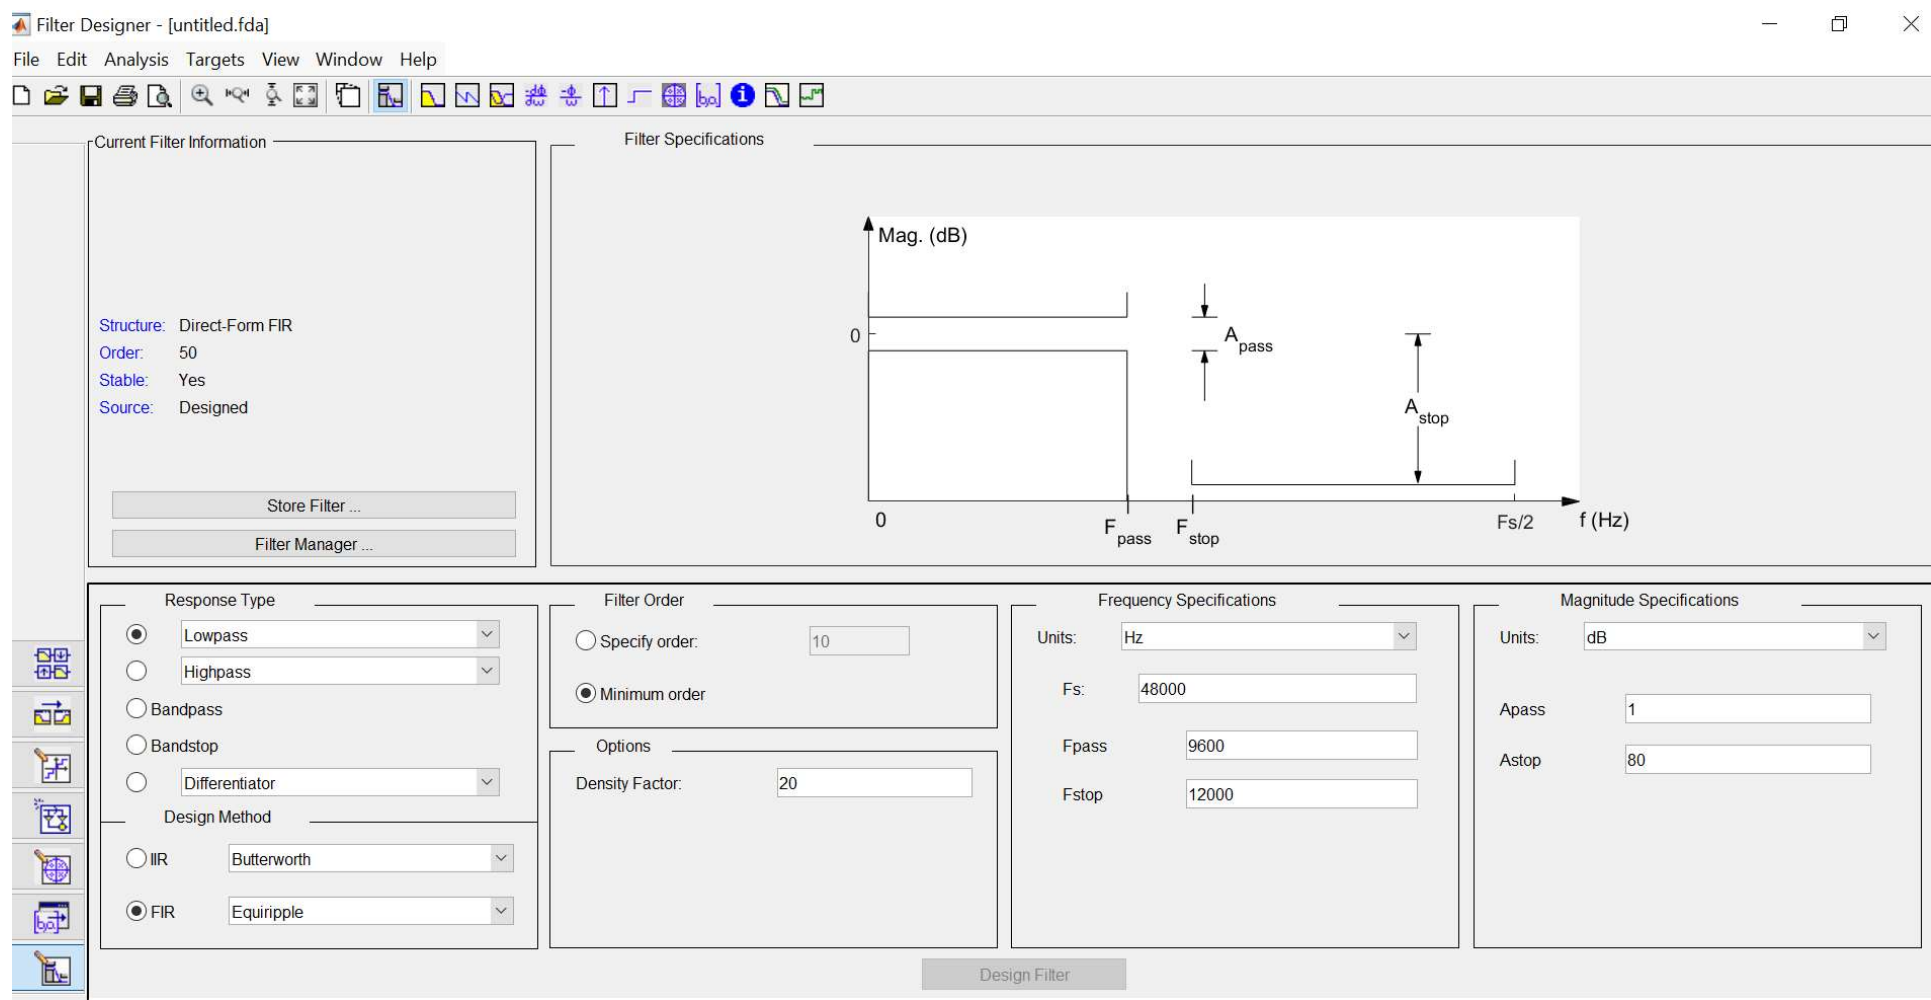 Filter Designer - [untitled.fda]
File Edit Analysis Targets View Window Help
Current Filter Information
Structure: Direct-Form FIR
Order: 50
Stable: Yes
Source: Designed
Store Filter ...
Filter Manager ...
Filter Specifications
Mag. (dB)
0
A pass
A stop
0
F pass
F stop
Fs/2
f (Hz)
Response Type
Lowpass
Highpass
Bandpass
Bandstop
Differentiator
Design Method
IIR Butterworth
FIR Equiripple
Filter Order
Specify order: 10
Minimum order
Options
Density Factor: 20
Frequency Specifications
Units: Hz
Fs: 48000
Fpass 9600
Fstop 12000
Magnitude Specifications
Units: dB
Apass 1
Astop 80
Design Filter